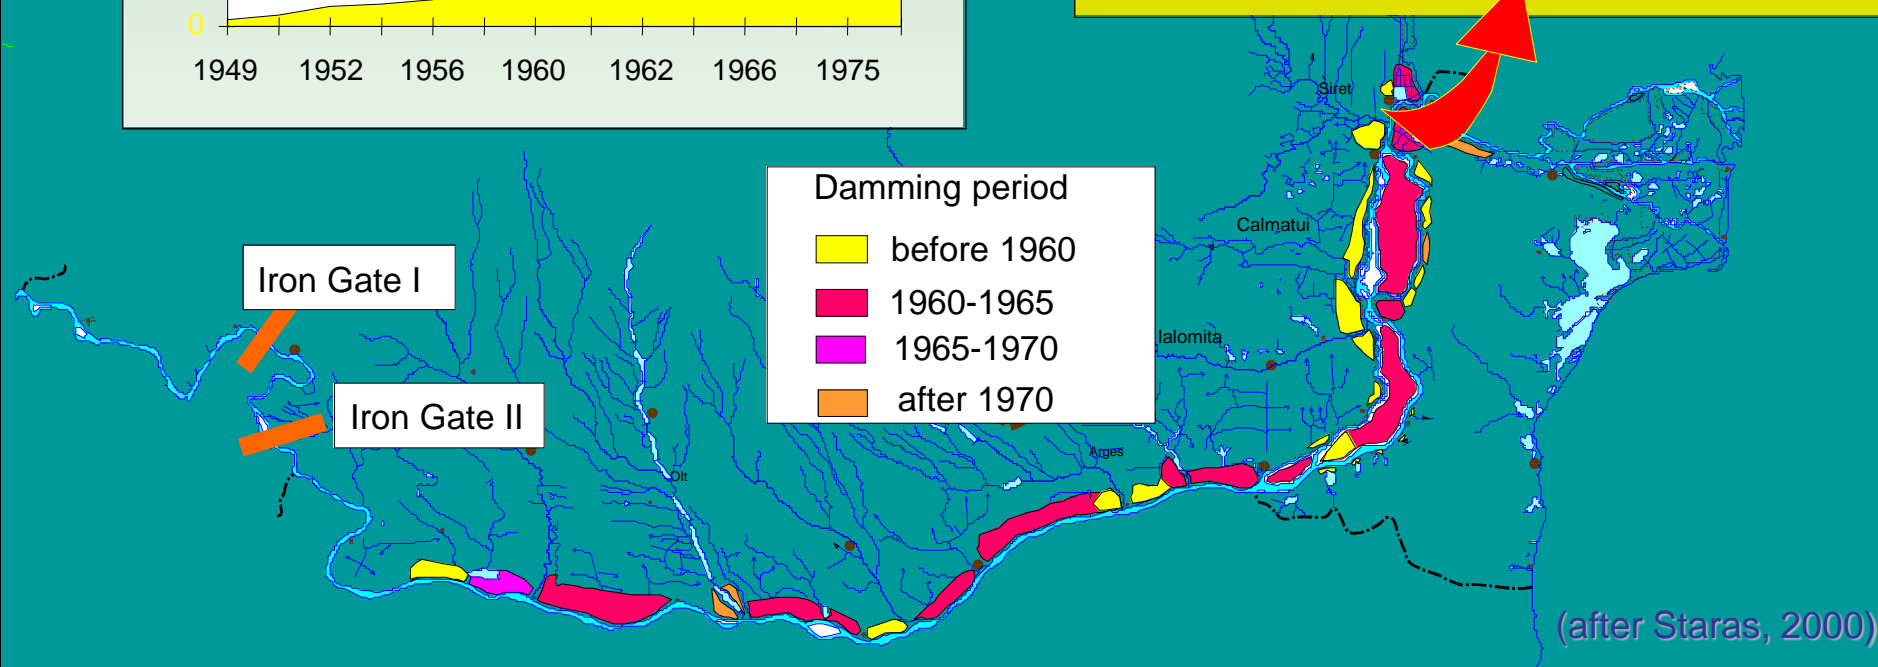 0
1949 1952 1956 1960 1962 1966 1975
Siret
Damming period
Calmatui
before 1960
Iron Gate I
1960-1965
Ialomita
1965-1970
after 1970
Iron Gate II
Arges
Olt
(after Staras, 2000)